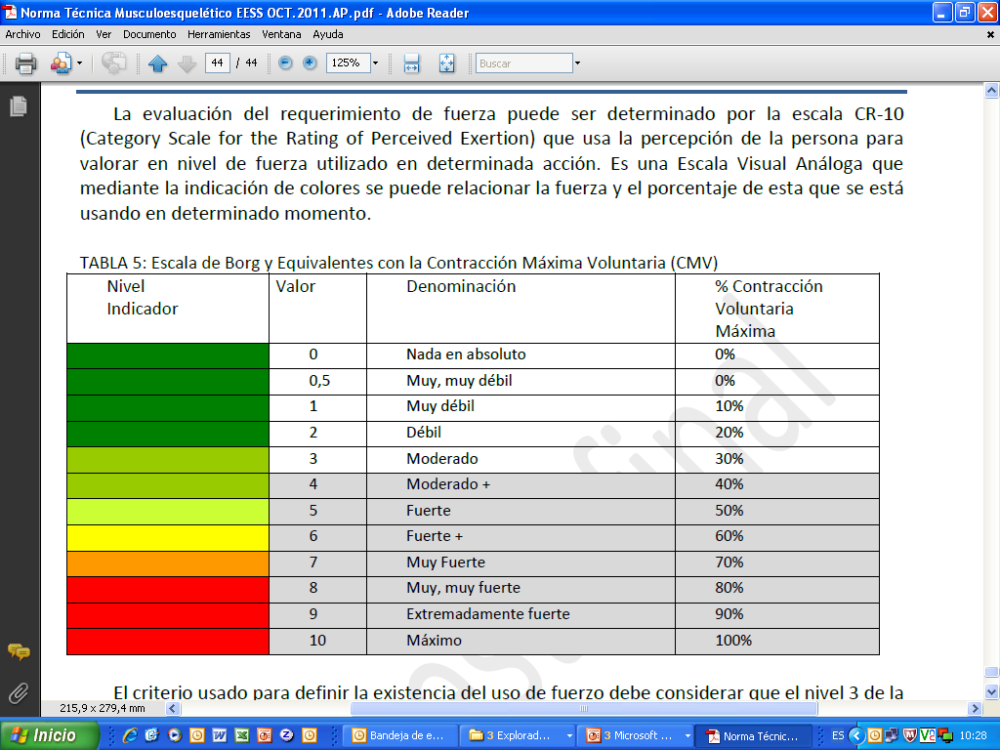 Norma Técnica Musculoesquelético EESS OCT.2011.AP.pdf - Adobe Reader
Archivo Edición Ver Documento Herramientas Ventana Ayuda
44 / 44 125% Buscar
La evaluación del requerimiento de fuerza puede ser determinado por la escala CR-10
(Category Scale for the Rating of Perceived Exertion) que usa la percepción de la persona para
valorar en nivel de fuerza utilizado en determinada acción. Es una Escala Visual Análoga que
mediante la indicación de colores se puede relacionar la fuerza y el porcentaje de esta que se está
usando en determinado momento.
TABLA 5: Escala de Borg y Equivalentes con la Contracción Máxima Voluntaria (CMV)
Nivel Valor Denominación % Contracción
Indicador Voluntaria
Máxima
0 Nada en absoluto 0%
0,5 Muy, muy débil 0%
1 Muy débil 10%
2 Débil 20%
3 Moderado 30%
4 Moderado + 40%
5 Fuerte 50%
6 Fuerte + 60%
7 Muy Fuerte 70%
8 Muy, muy fuerte 80%
9 Extremadamente fuerte 90%
10 Máximo 100%
El criterio usado para definir la existencia del uso de fuerzo debe considerar que el nivel 3 de la
215,9 x 279,4 mm
Inicio Bandeja de e... 3 Explorad... 3 Microsoft ... Norma Técnic... ES 10:28